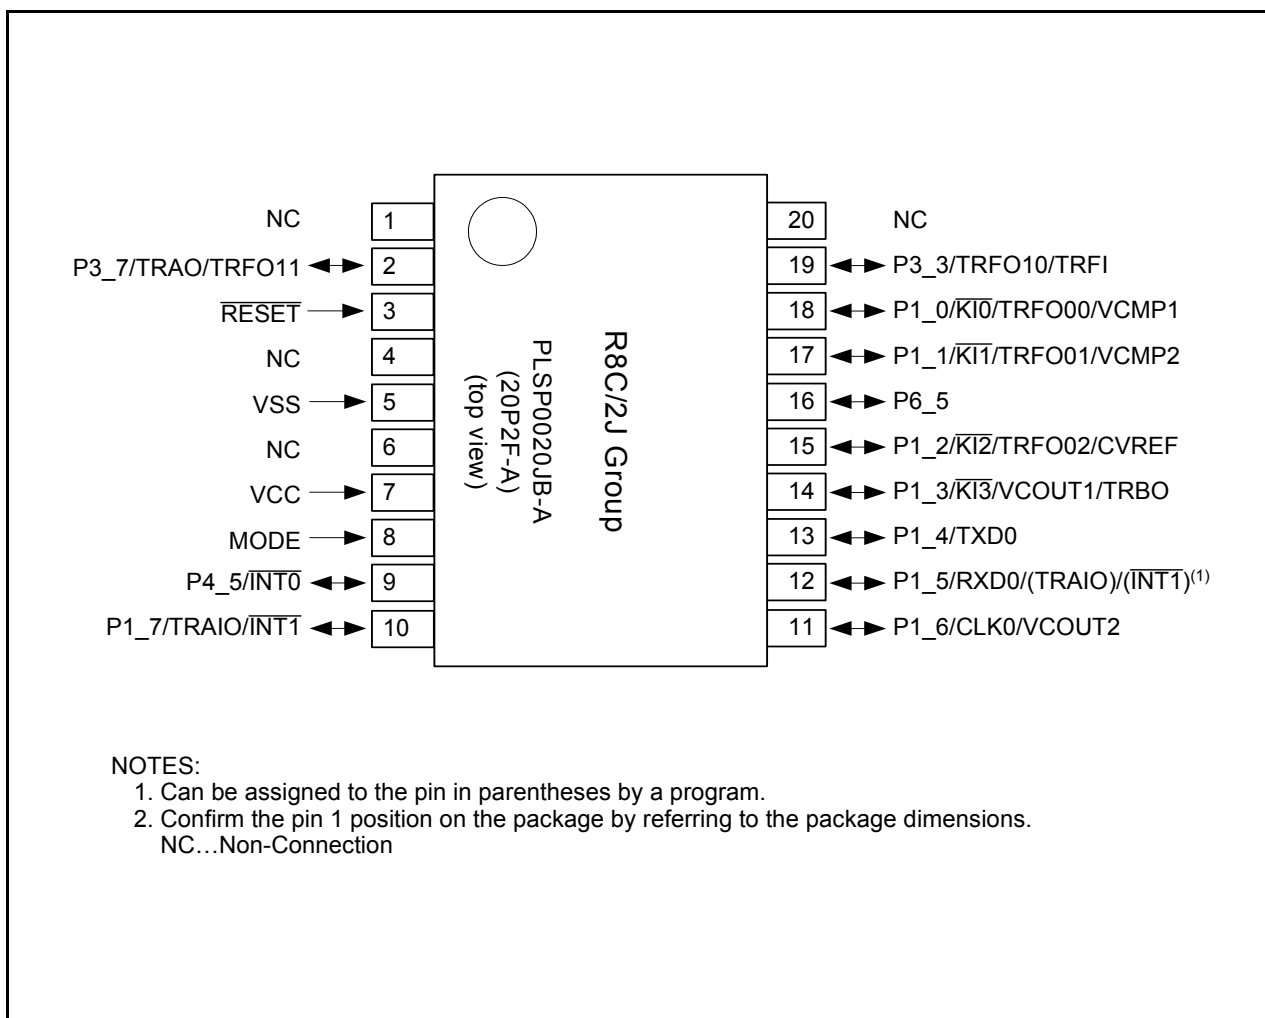 NC 1
P3_7/TRAO/TRFO11 2
RESET 3
NC 4
VSS 5
NC 6
VCC 7
MODE 8
P4_5/INT0 9
P1_7/TRAIO/INT1 10
R8C/2J Group
PLSP0020JB-A
(20P2F-A)
(top view)
20 NC
19 P3_3/TRFO10/TRFI
18 P1_0/KI0/TRFO00/VCMP1
17 P1_1/KI1/TRFO01/VCMP2
16 P6_5
15 P1_2/KI2/TRFO02/CVREF
14 P1_3/KI3/VCOUT1/TRBO
13 P1_4/TXD0
12 P1_5/RXD0/(TRAIO)/(INT1)(1)
11 P1_6/CLK0/VCOUT2
NOTES:
1. Can be assigned to the pin in parentheses by a program.
2. Confirm the pin 1 position on the package by referring to the package dimensions.
NC…Non-Connection